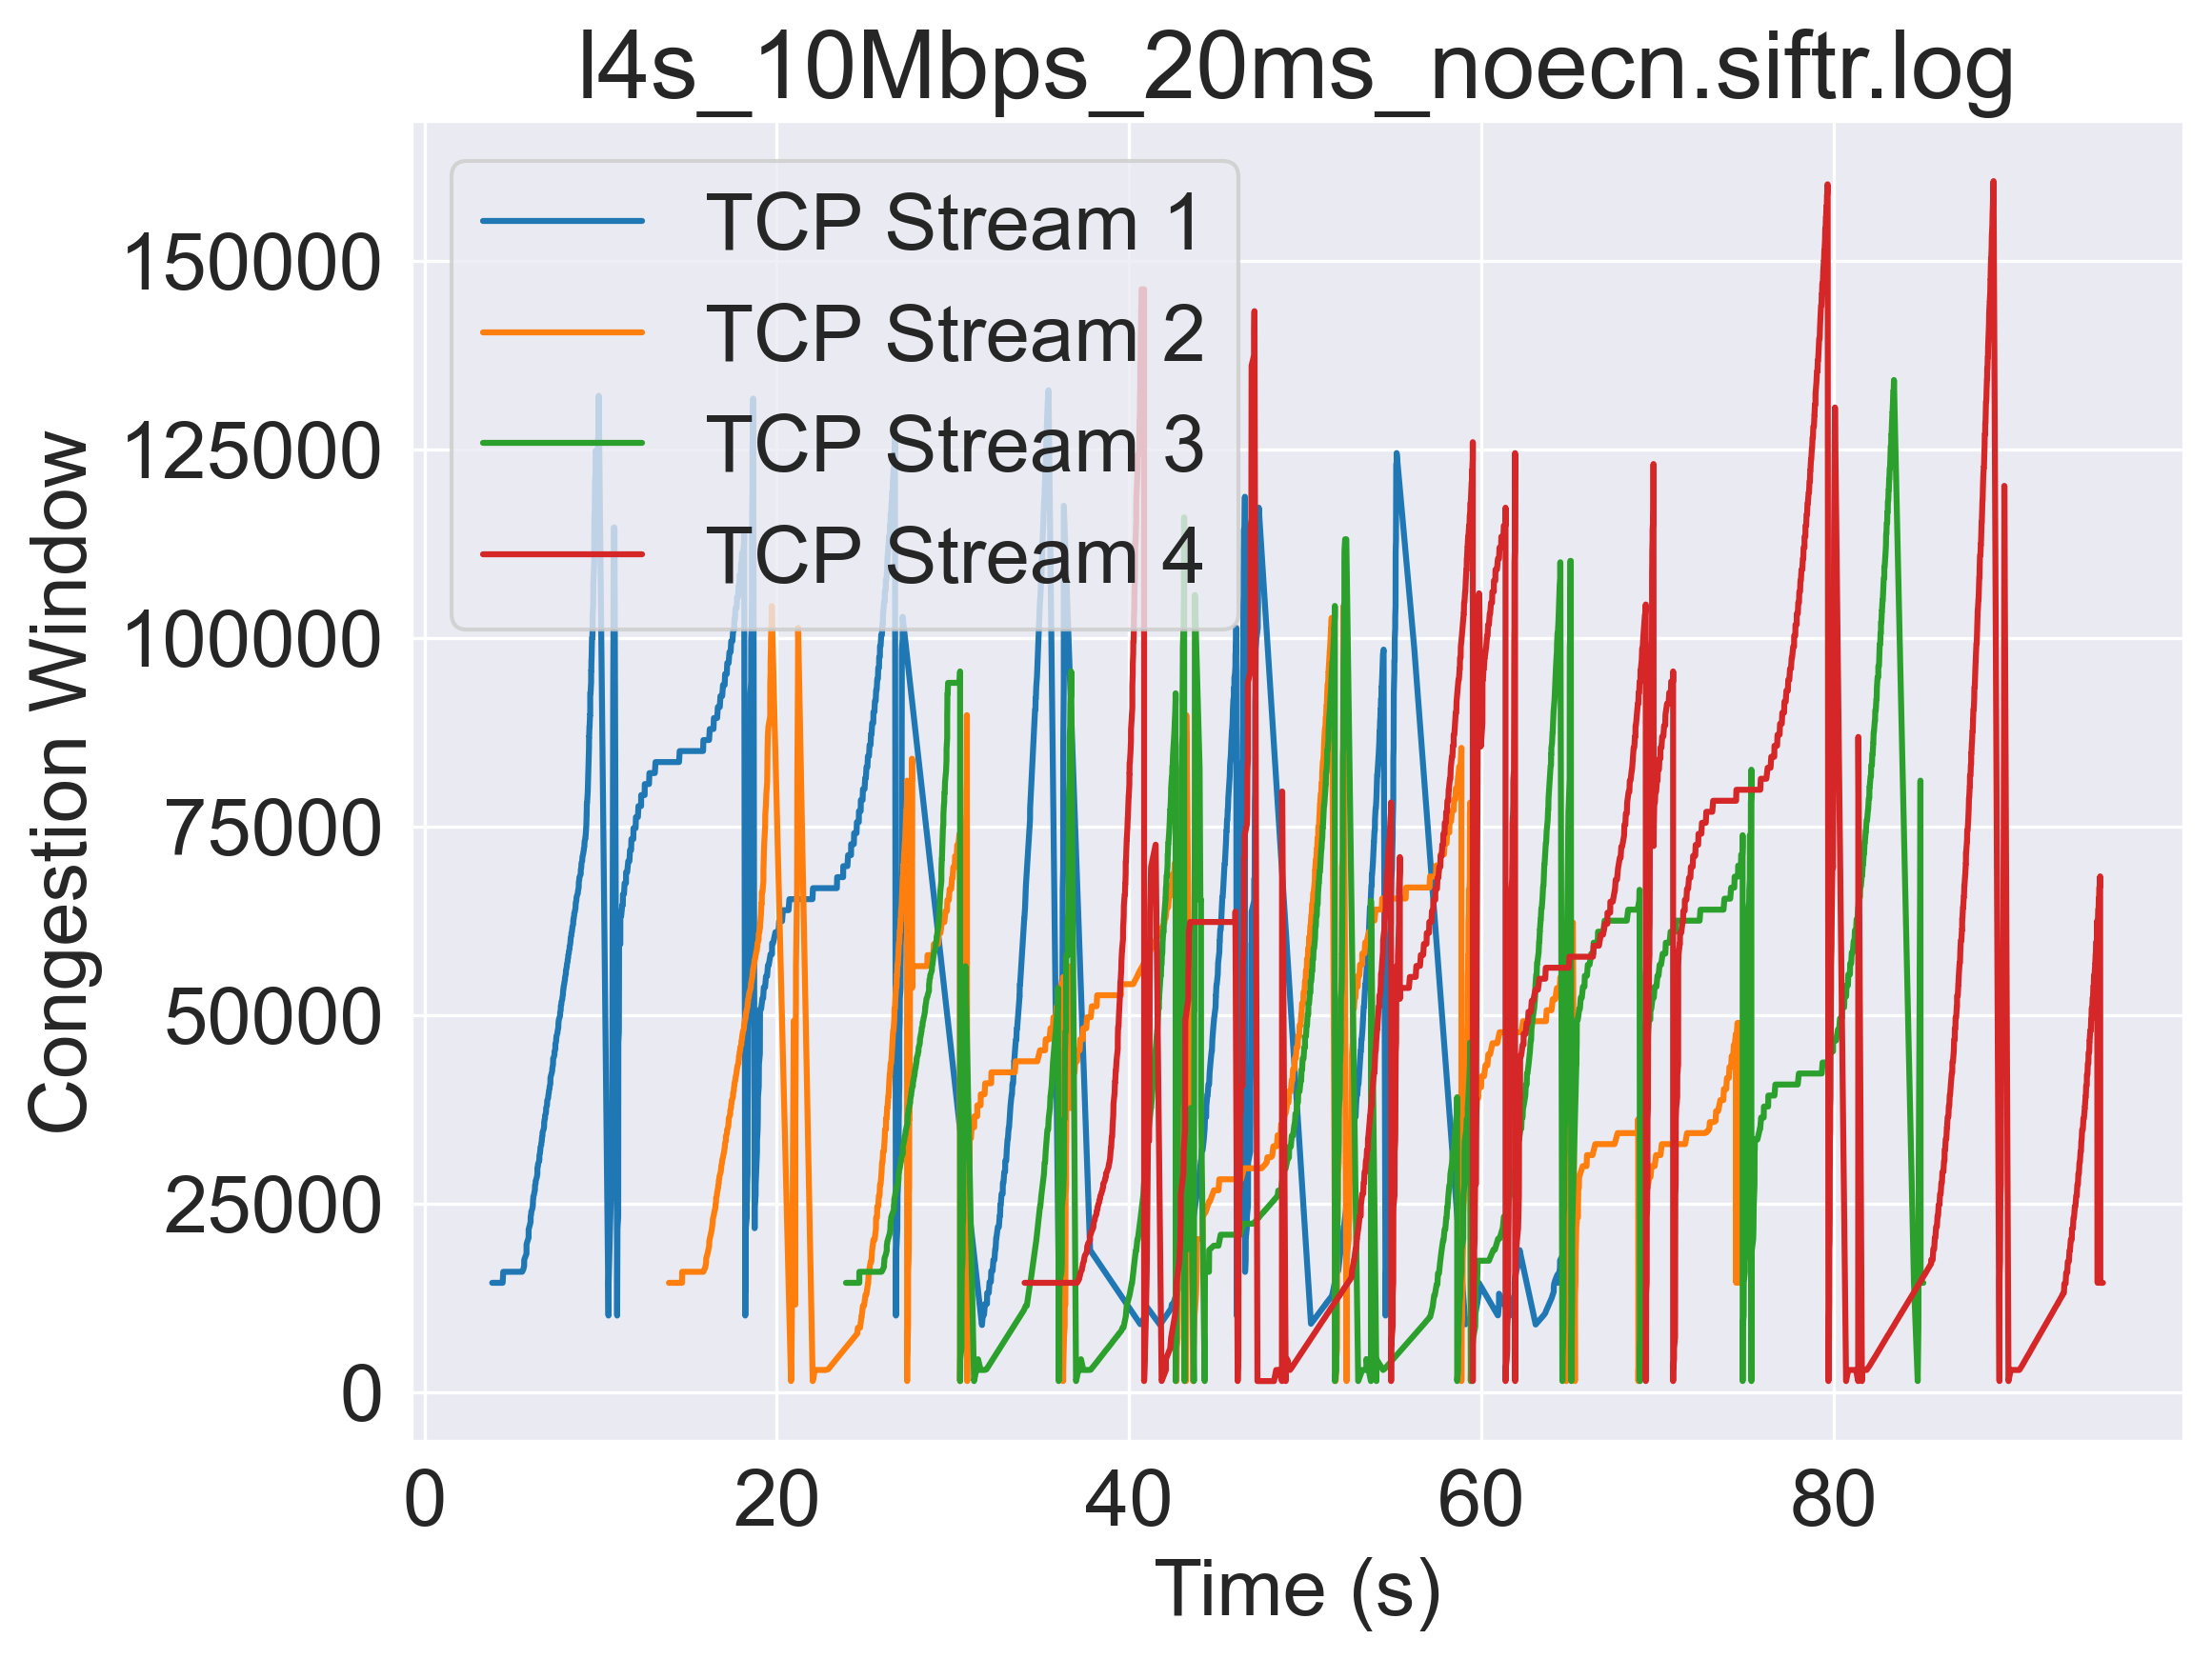 l4s_10Mbps_20ms_noecn.siftr.log
TCP Stream 1
TCP Stream 2
TCP Stream 3
TCP Stream 4
Congestion Window
150000
125000
100000
75000
50000
25000
0
0 20 40 60 80
Time (s)